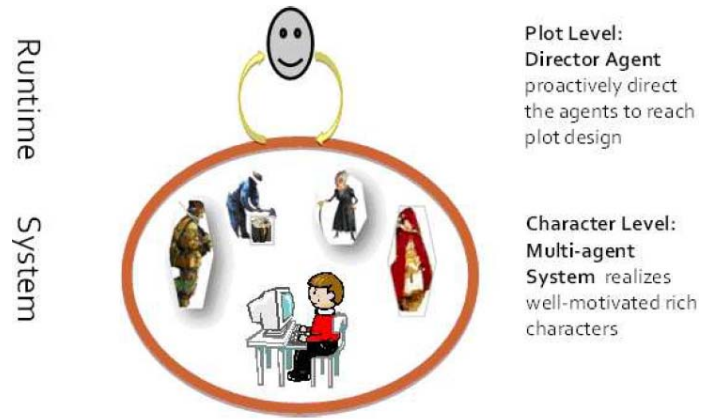 Runtime
System
Plot Level:
Director Agent
proactively direct
the agents to reach
plot design
Character Level:
Multi-agent
System realizes
well-motivated rich
characters